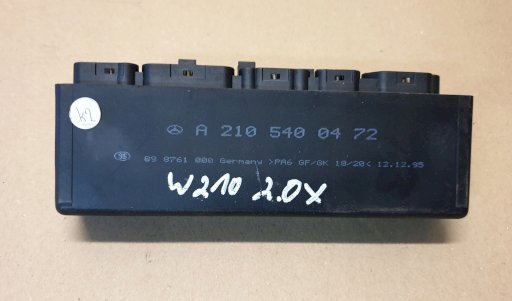 K2
A 210 540 04 72
89 8761 000 Germany >PA6 GF/GK 10/20< 12.12.95
W210 2.0X